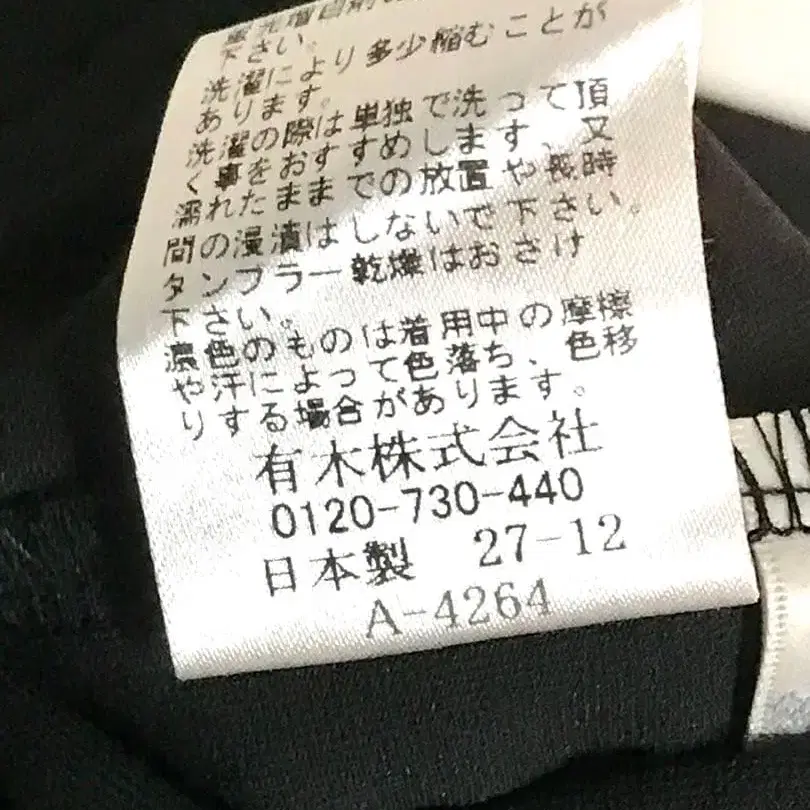 蛍光増白剤
下さい。
洗濯により多少縮むことが
あります。
洗濯の際は単独で洗って頂
く事をおすすめします、又
濡れたままでの放置や長時
間の浸漬はしないで下さい。
タンブラー乾燥はおさけ
下さい。
濃色のものは着用中の摩擦
や汗によって色落ち、色移
りする場合があります。
有木株式会社
0120-730-440
日本製 27-12
A-4264